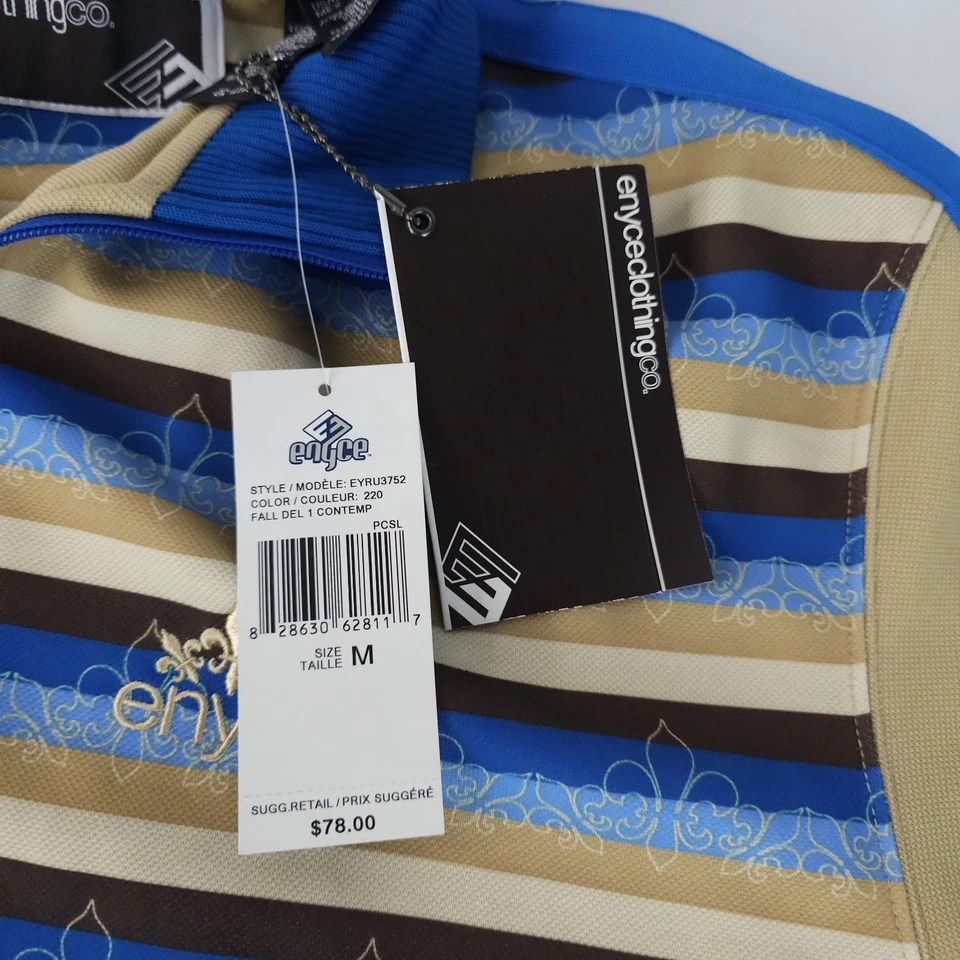 thingco.
enyceclothingco.
enyce
STYLE / MODÈLE: EYRU3752
COLOR / COULEUR: 220
FALL DEL 1 CONTEMP
PCSL
8 28630 62811 7
SIZE
TAILLE M
eny
SUGG.RETAIL / PRIX SUGGÉRÉ
$78.00